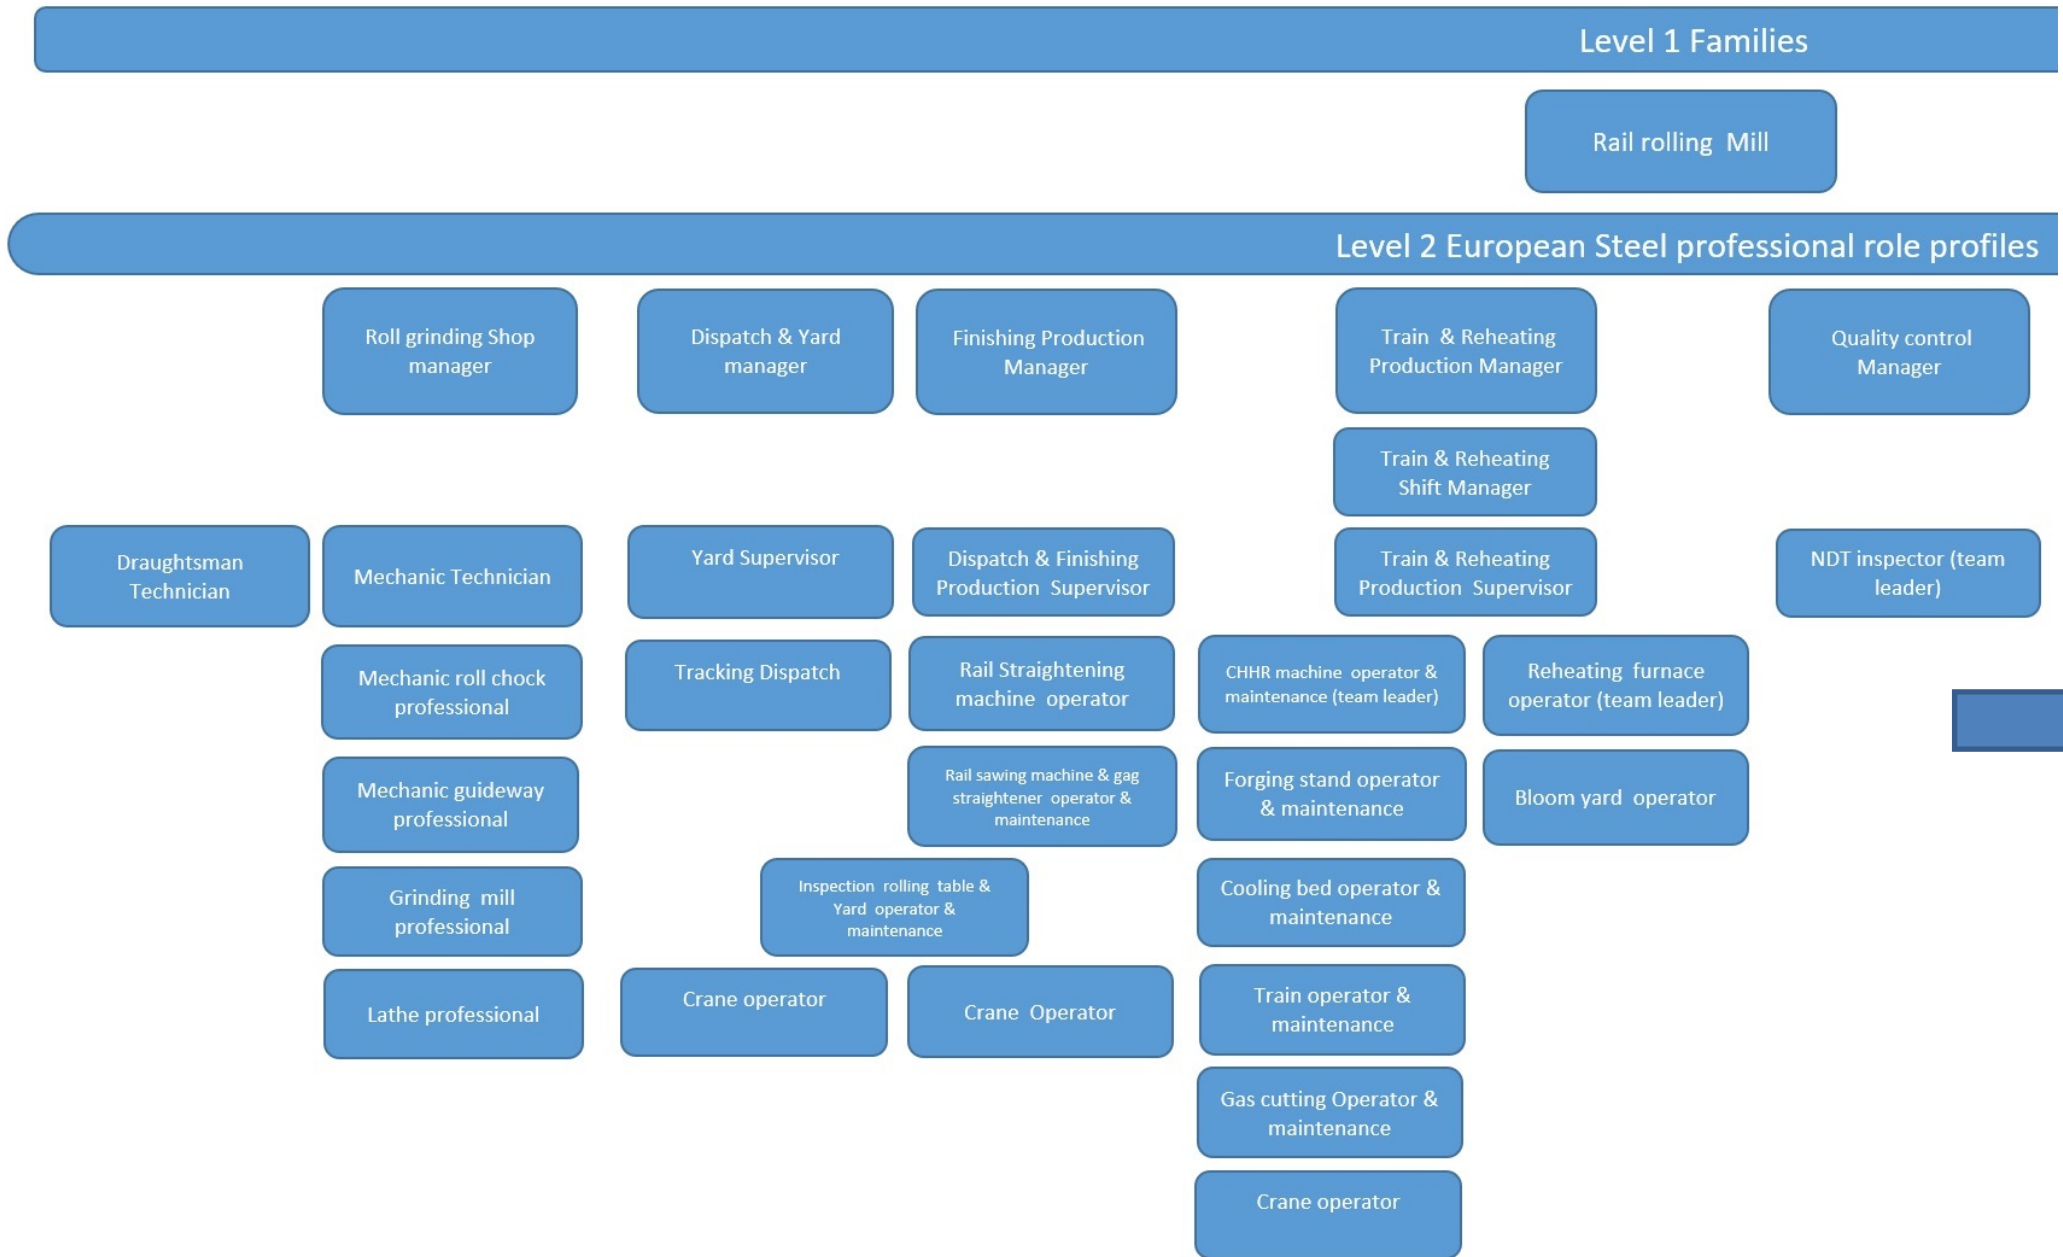 Level 1 Families
Rail rolling Mill
Level 2 European Steel professional role profiles
Roll grinding Shop
manager
Dispatch & Yard
manager
Finishing Production
Manager
Train & Reheating
Production Manager
Quality control
Manager
Train & Reheating
Shift Manager
Draughtsman
Technician
Mechanic Technician
Yard Supervisor
Dispatch & Finishing
Production Supervisor
Train & Reheating
Production Supervisor
NDT inspector (team
leader)
Mechanic roll chock
professional
Tracking Dispatch
Rail Straightening
machine operator
CHHR machine operator &
maintenance (team leader)
Reheating furnace
operator (team leader)
Mechanic guideway
professional
Rail sawing machine & gag
straightener operator &
maintenance
Forging stand operator
& maintenance
Bloom yard operator
Grinding mill
professional
Inspection rolling table &
Yard operator &
maintenance
Cooling bed operator &
maintenance
Lathe professional
Crane operator
Crane Operator
Train operator &
maintenance
Gas cutting Operator &
maintenance
Crane operator